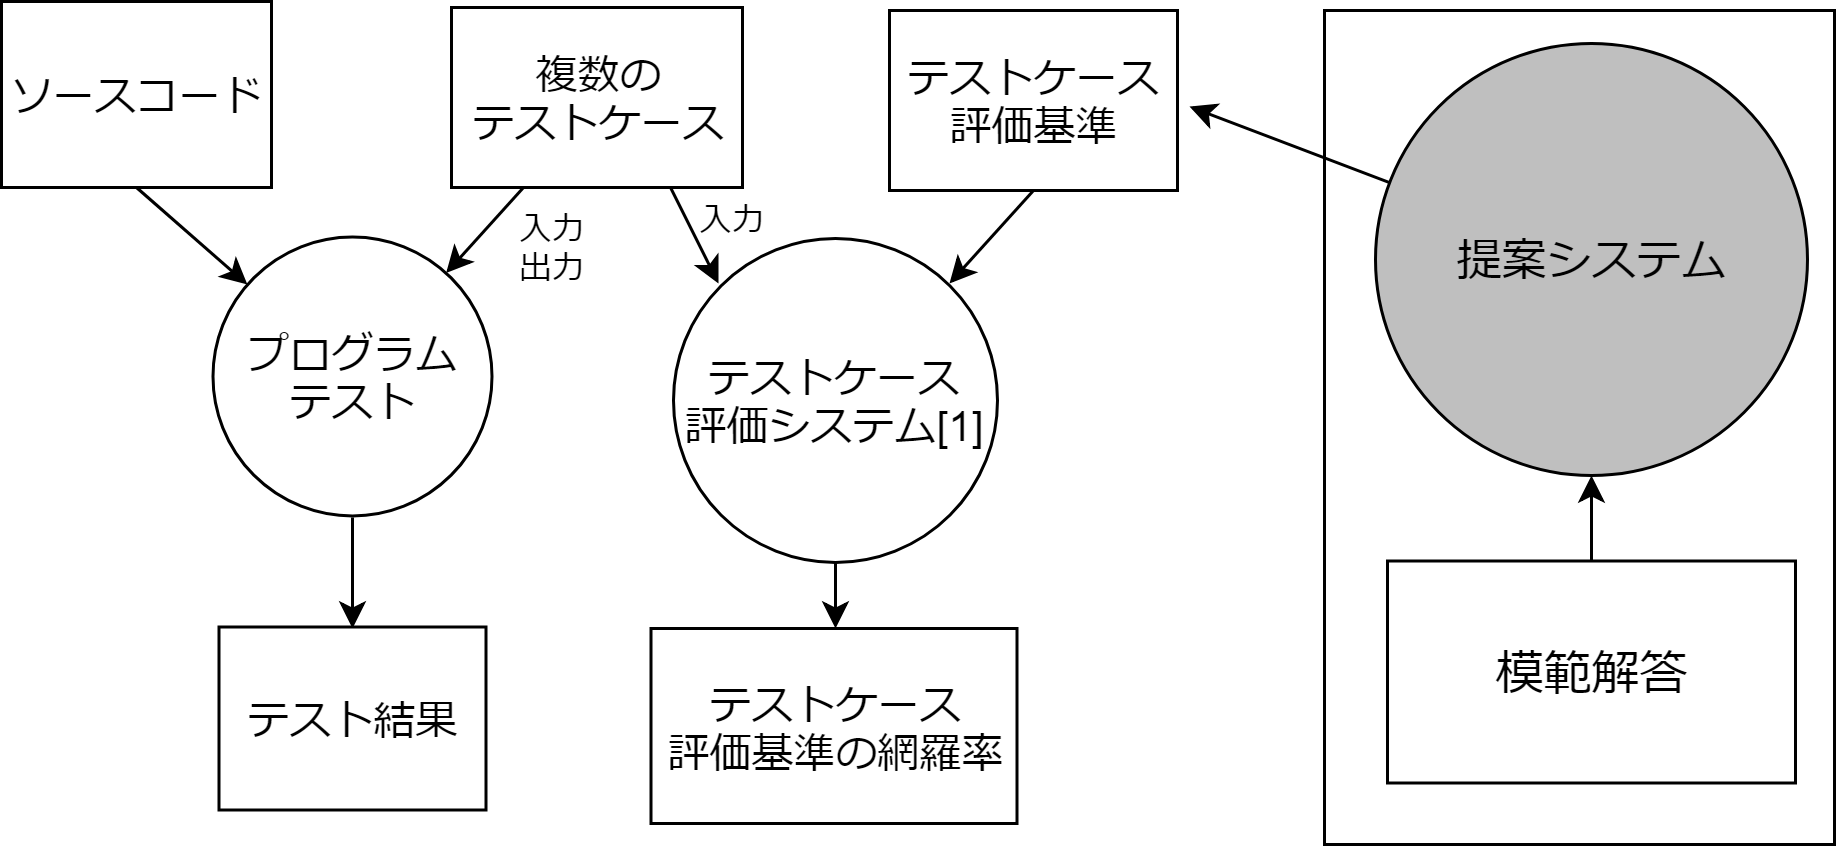 ソースコード
複数の
テストケース
テストケース
評価基準
提案システム
入力
出力
入力
プログラム
テスト
テストケース
評価システム[1]
模範解答
テスト結果
テストケース
評価基準の網羅率